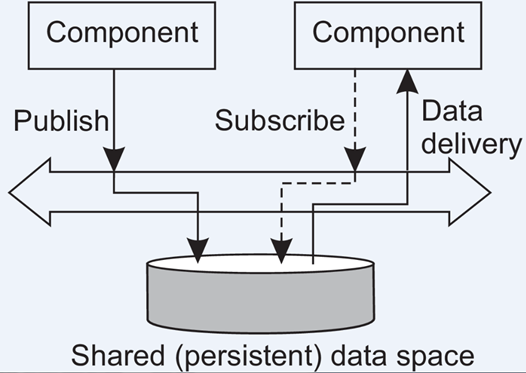 Component
Component
Publish
Subscribe
Data
delivery
Shared (persistent) data space